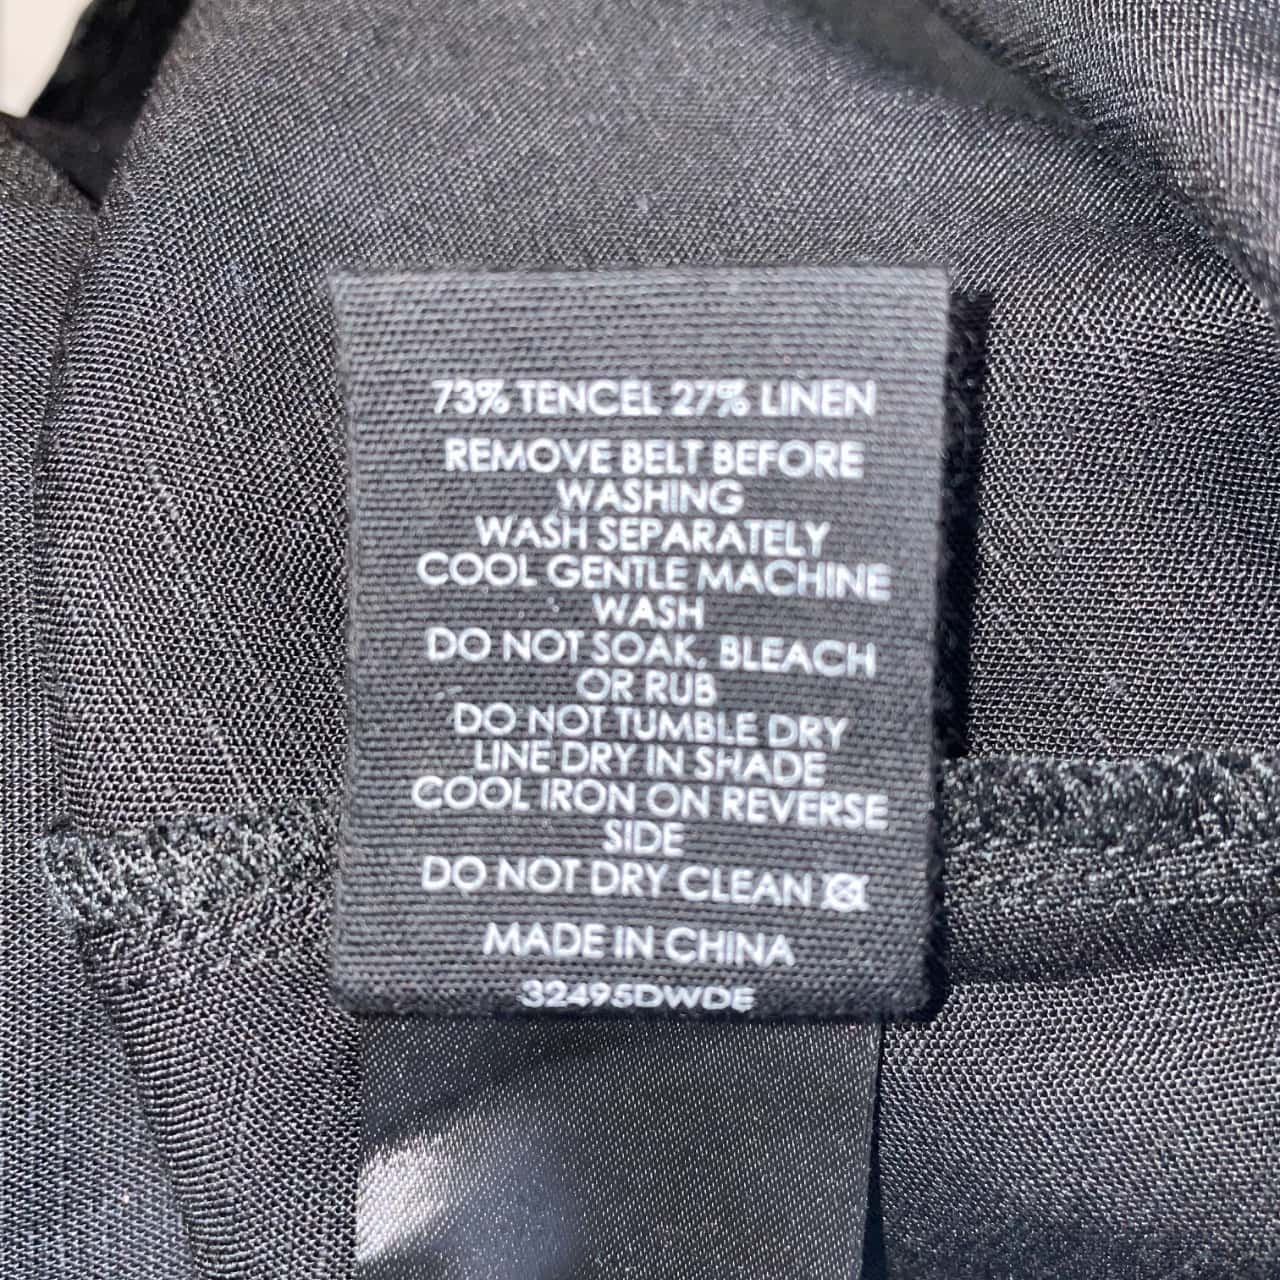 73% TENCEL 27% LINEN
REMOVE BELT BEFORE
WASHING
WASH SEPARATELY
COOL GENTLE MACHINE
WASH
DO NOT SOAK, BLEACH
OR RUB
DO NOT TUMBLE DRY
LINE DRY IN SHADE
COOL IRON ON REVERSE
SIDE
DO NOT DRY CLEAN
MADE IN CHINA
32495DWDE